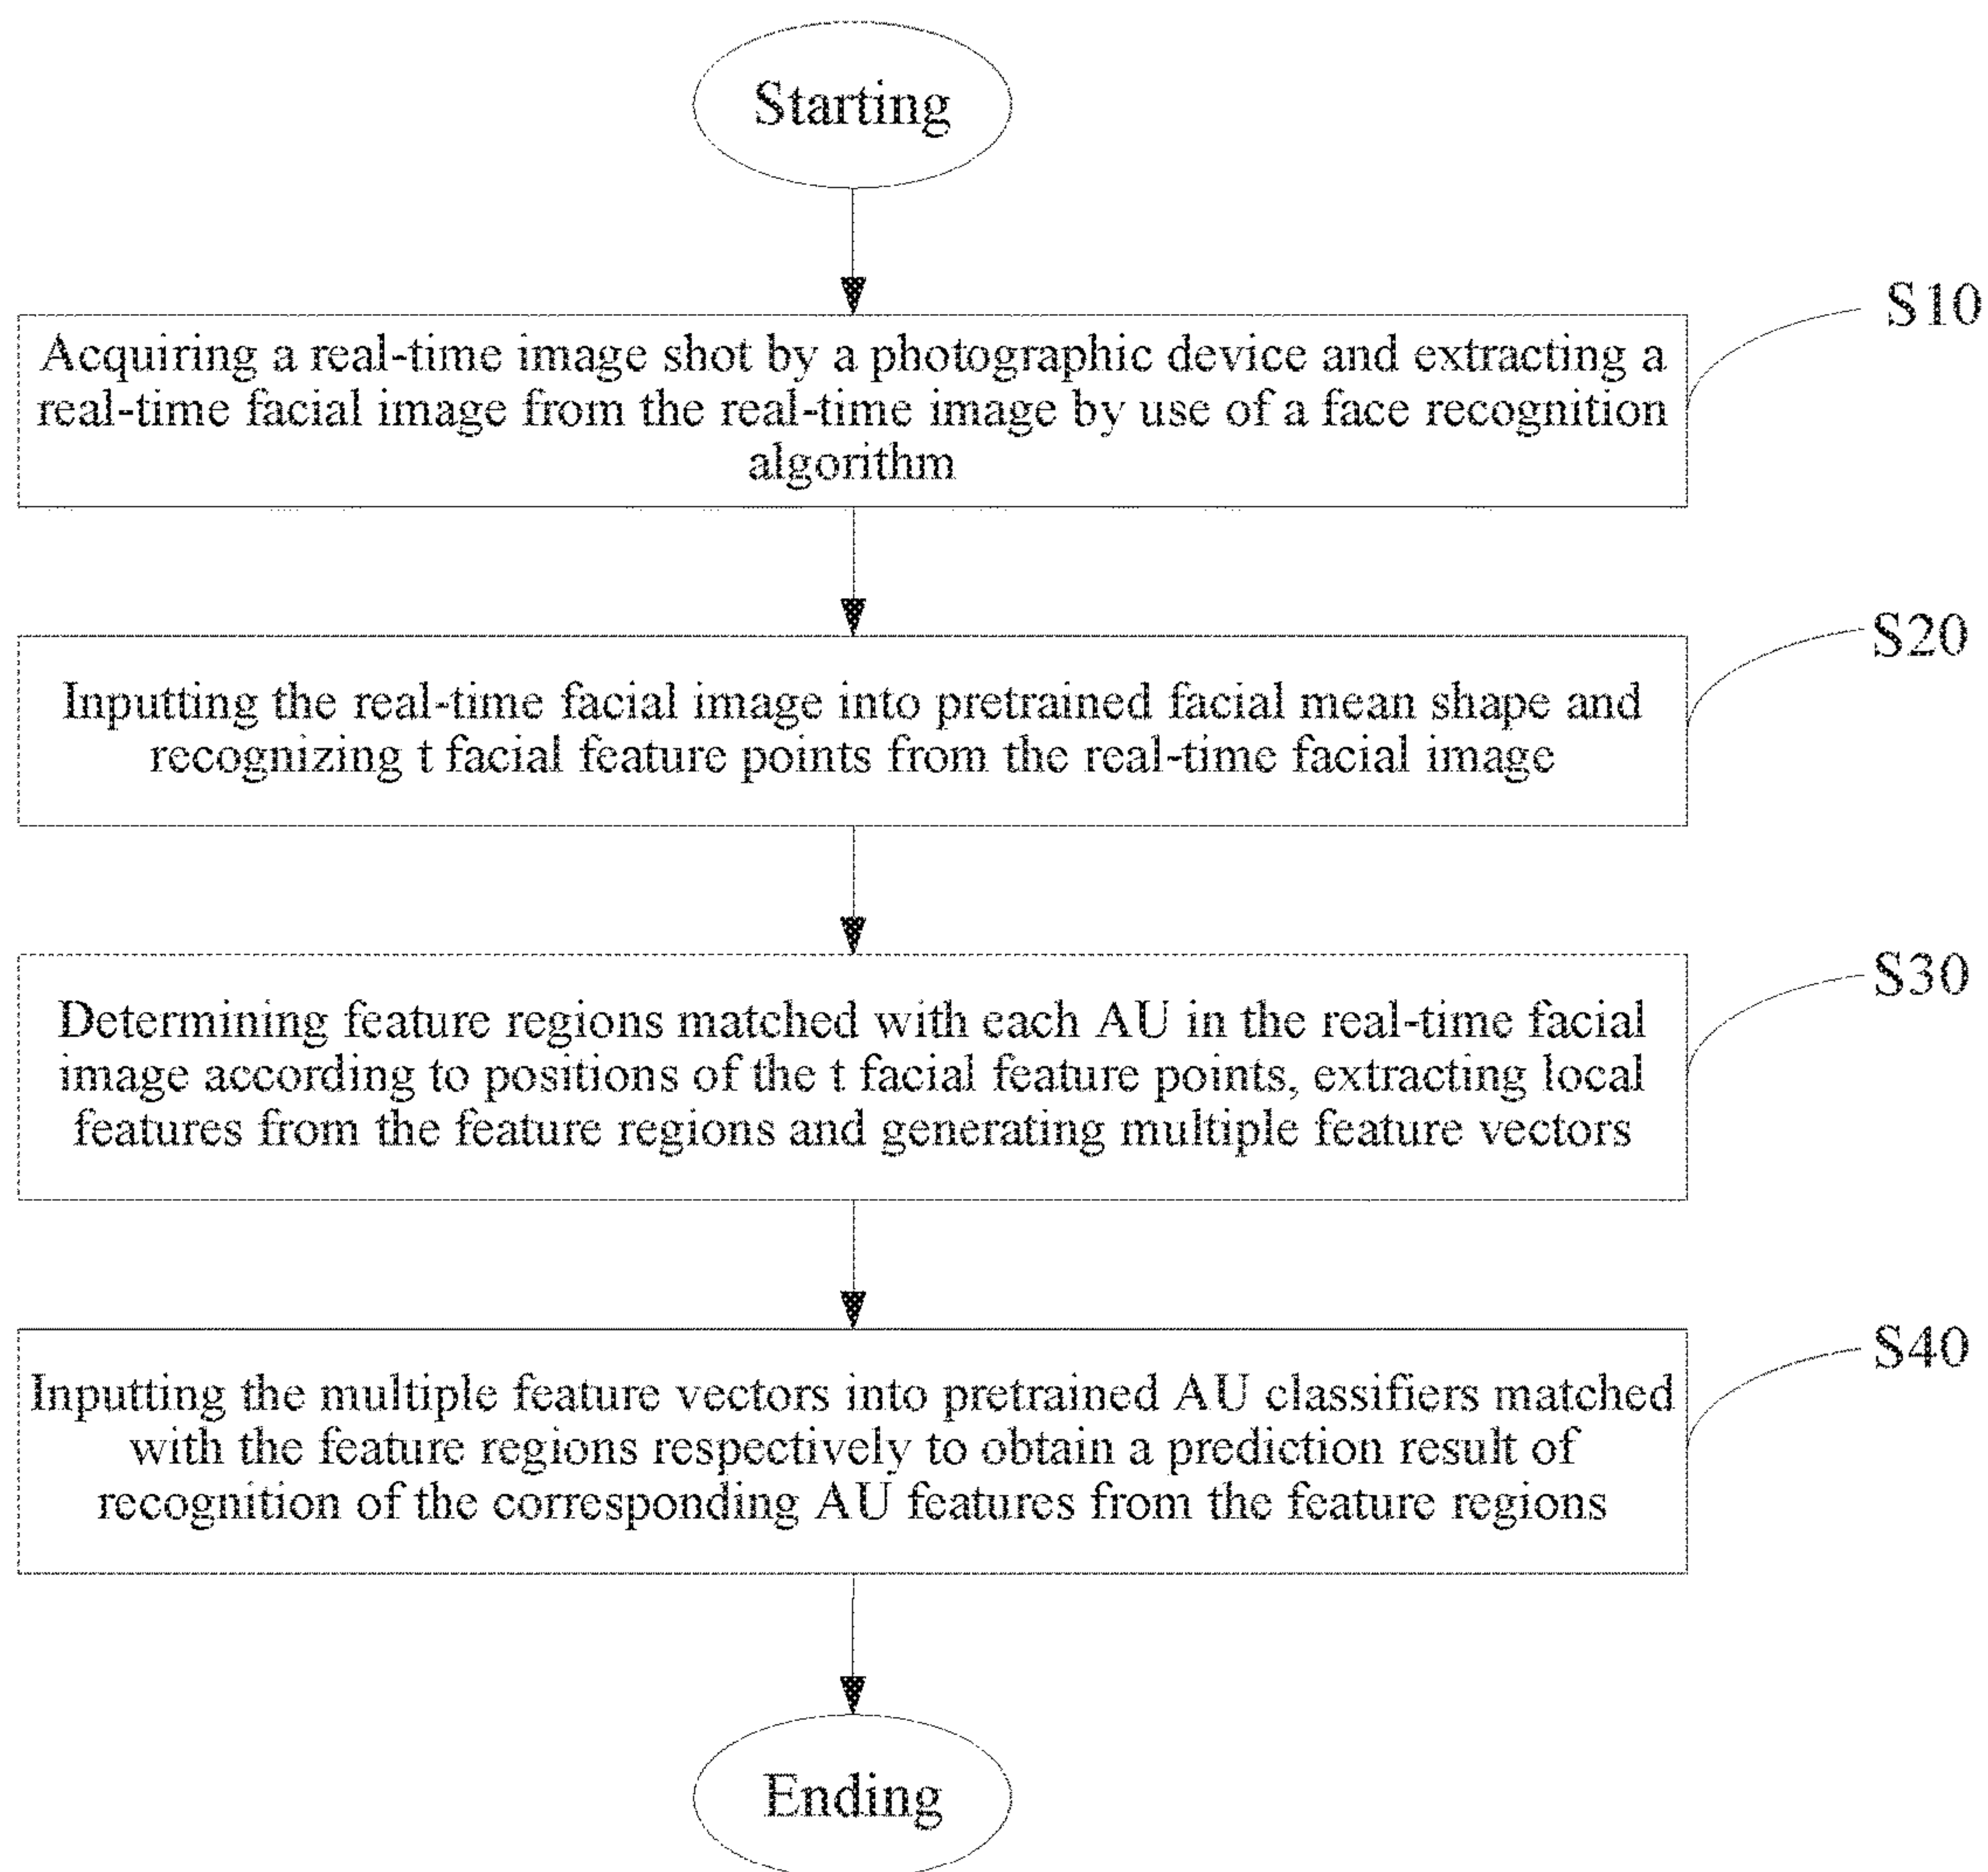 Starting
S10
Acquiring a real-time image shot by a photographic device and extracting a
real-time facial image from the real-time image by use of a face recognition
algorithm
S20
Inputting the real-time facial image into pretrained facial mean shape and
recognizing t facial feature points from the real-time facial image
S30
Determining feature regions matched with each AU in the real-time facial
image according to positions of the t facial feature points, extracting local
features from the feature regions and generating multiple feature vectors
S40
Inputting the multiple feature vectors into pretrained AU classifiers matched
with the feature regions respectively to obtain a prediction result of
recognition of the corresponding AU features from the feature regions
Ending